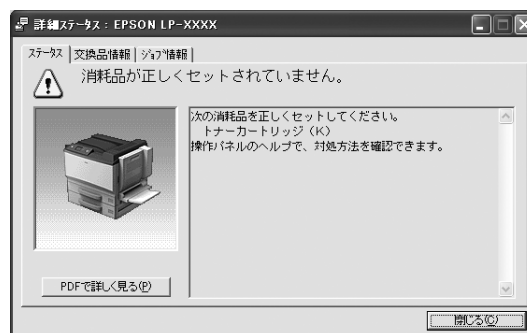 詳細ステータス : EPSON LP-XXXX
ステータス
交換品情報
ジョブ情報
消耗品が正しくセットされていません。
次の消耗品を正しくセットしてください。
トナーカートリッジ（K）
操作パネルのヘルプで、対処方法を確認できます。
PDFで詳しく見る(P)
閉じる(C)